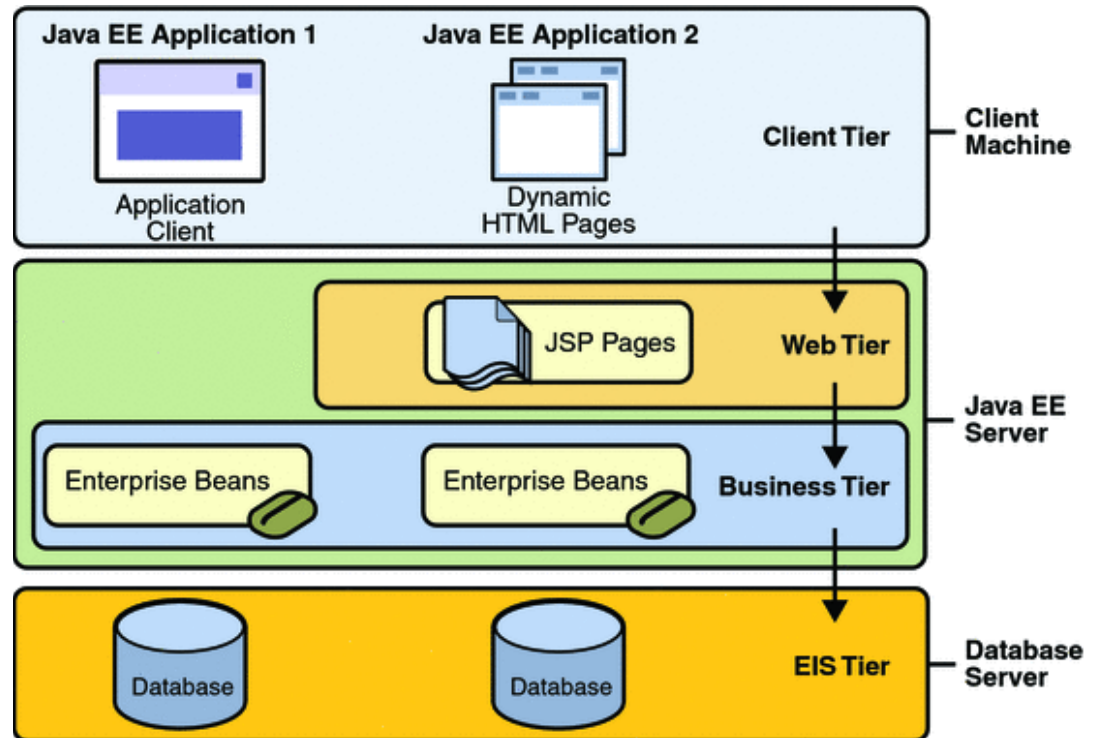 Java EE Application 1
Java EE Application 2
Application
Client
Dynamic
HTML Pages
Client Tier
Client
Machine
JSP Pages
Web Tier
Java EE
Server
Enterprise Beans
Enterprise Beans
Business Tier
Database
Database
EIS Tier
Database
Server